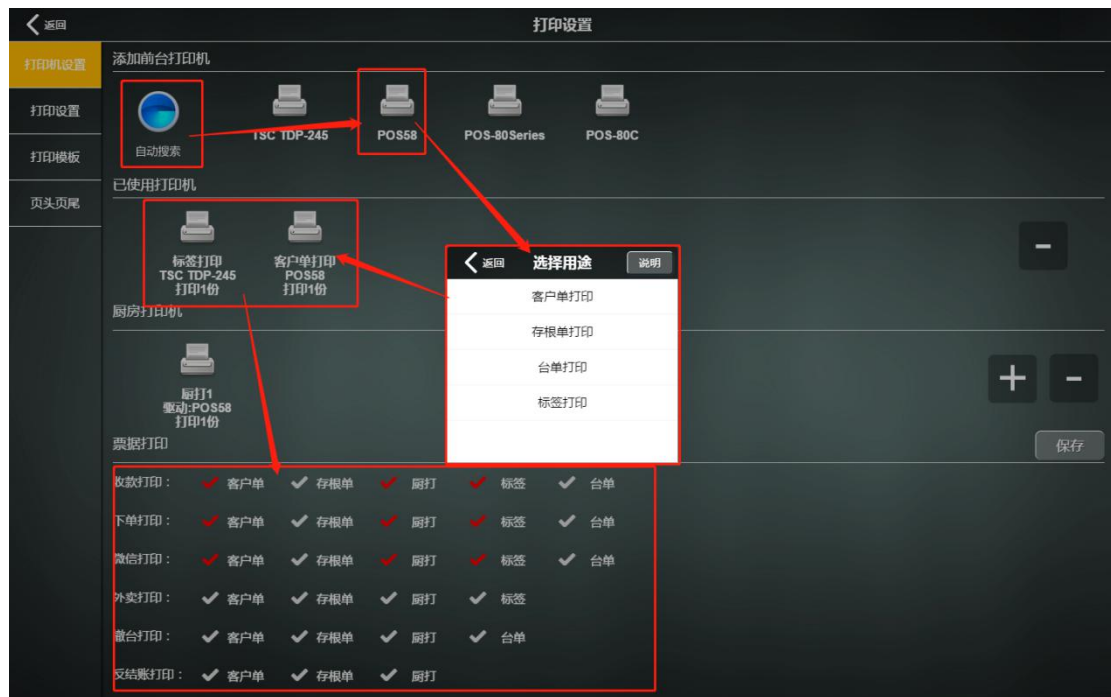 返回
打印设置
打印机设置
打印设置
打印模板
页头页尾
添加前台打印机
自动搜索
TSC TDP-245
POS58
POS-80Series
POS-80C
已使用打印机
标签打印
TSC TDP-245
打印1份
客户单打印
POS58
打印1份
返回
选择用途
说明
客户单打印
存根单打印
台单打印
标签打印
厨房打印机
厨打1
驱动:POS58
打印1份
票据打印
保存
收款打印： 客户单 存根单 厨打 标签 台单
下单打印： 客户单 存根单 厨打 标签 台单
微信打印： 客户单 存根单 厨打 标签 台单
外卖打印： 客户单 存根单 厨打 标签
撤台打印： 客户单 存根单 厨打 台单
反结账打印： 客户单 存根单 厨打